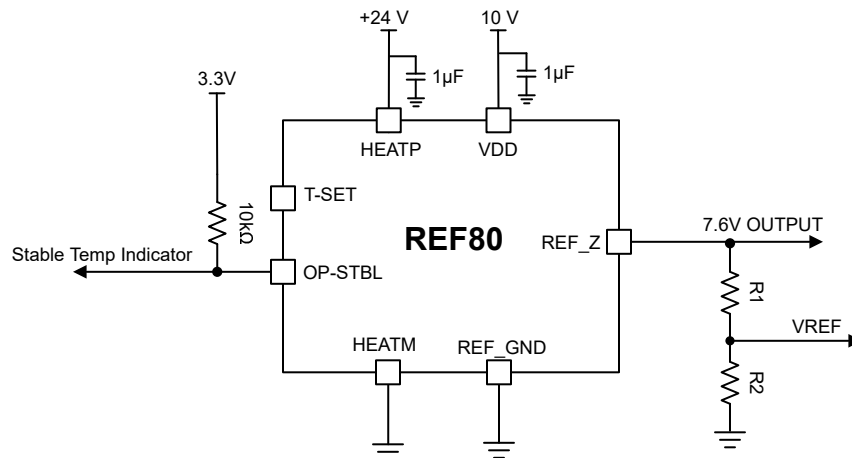 +24 V
10 V
3.3V
1µF
1µF
HEATP
VDD
T-SET
10kΩ
REF80
7.6V OUTPUT
REF_Z
Stable Temp Indicator
OP-STBL
R1
VREF
HEATM
REF_GND
R2